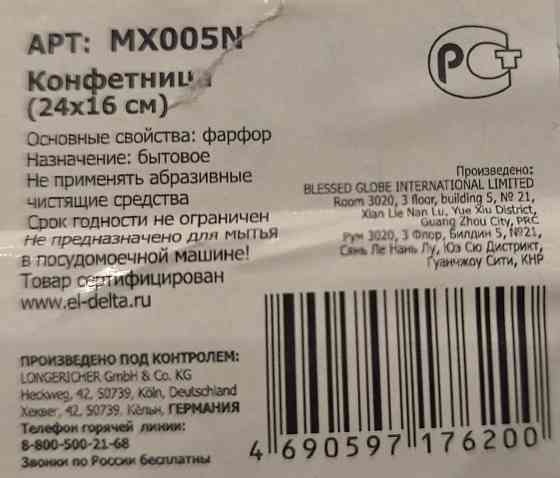 АРТ: MX005N
Конфетница
(24х16 см)
Основные свойства: фарфор
Назначение: бытовое
Не применять абразивные
чистящие средства
Срок годности не ограничен
Не предназначено для мытья
в посудомоечной машине!
Товар сертифицирован
www.el-delta.ru
РСТ
Произведено:
BLESSED GLOBE INTERNATIONAL LIMITED
Room 3020, 3 floor, building 5, № 21,
Xian Lie Nan Lu, Yue Xiu District,
Guang Zhou City, PRC
Рум 3020, 3 Флор, Билдин 5, №21,
Сянь Ле Нань Лу, Юэ Сю Дистрикт,
Гуанчжоу Сити, КНР
ПРОИЗВЕДЕНО ПОД КОНТРОЛЕМ:
LONGERICHER GmbH & Co. KG
Heckweg, 42, 50739, Köln, Deutschland
Хеквег, 42, 50739, Кёльн, ГЕРМАНИЯ
Телефон горячей линии:
8-800-500-21-68
Звонки по России бесплатны
4 690597 176200